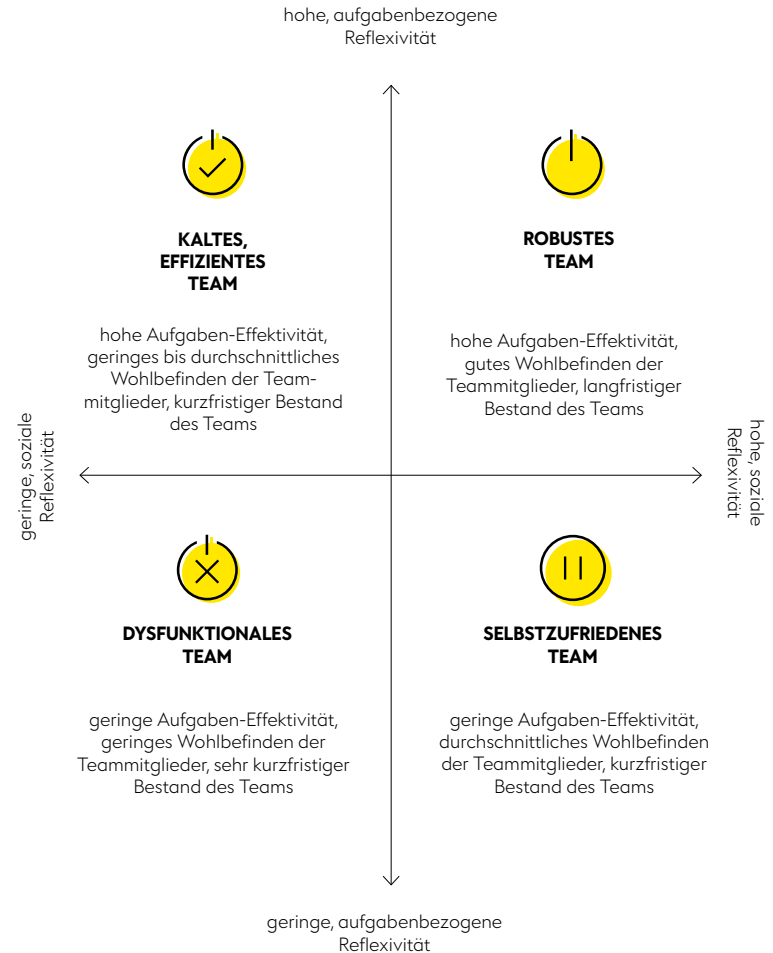 hohe, aufgabenbezogene
Reflexivität
KALTES,
EFFIZIENTES
TEAM
hohe Aufgaben-Effektivität,
geringes bis durchschnittliches
Wohlbefinden der Team-
mitglieder, kurzfristiger Bestand
des Teams
ROBUSTES
TEAM
hohe Aufgaben-Effektivität,
gutes Wohlbefinden der
Teammitglieder, langfristiger
Bestand des Teams
geringe, soziale
Reflexivität
hohe, soziale
Reflexivität
DYSFUNKTIONALES
TEAM
geringe Aufgaben-Effektivität,
geringes Wohlbefinden der
Teammitglieder, sehr kurzfristiger
Bestand des Teams
SELBSTZUFRIEDENES
TEAM
geringe Aufgaben-Effektivität,
durchschnittliches Wohlbefinden
der Teammitglieder, kurzfristiger
Bestand des Teams
geringe, aufgabenbezogene
Reflexivität